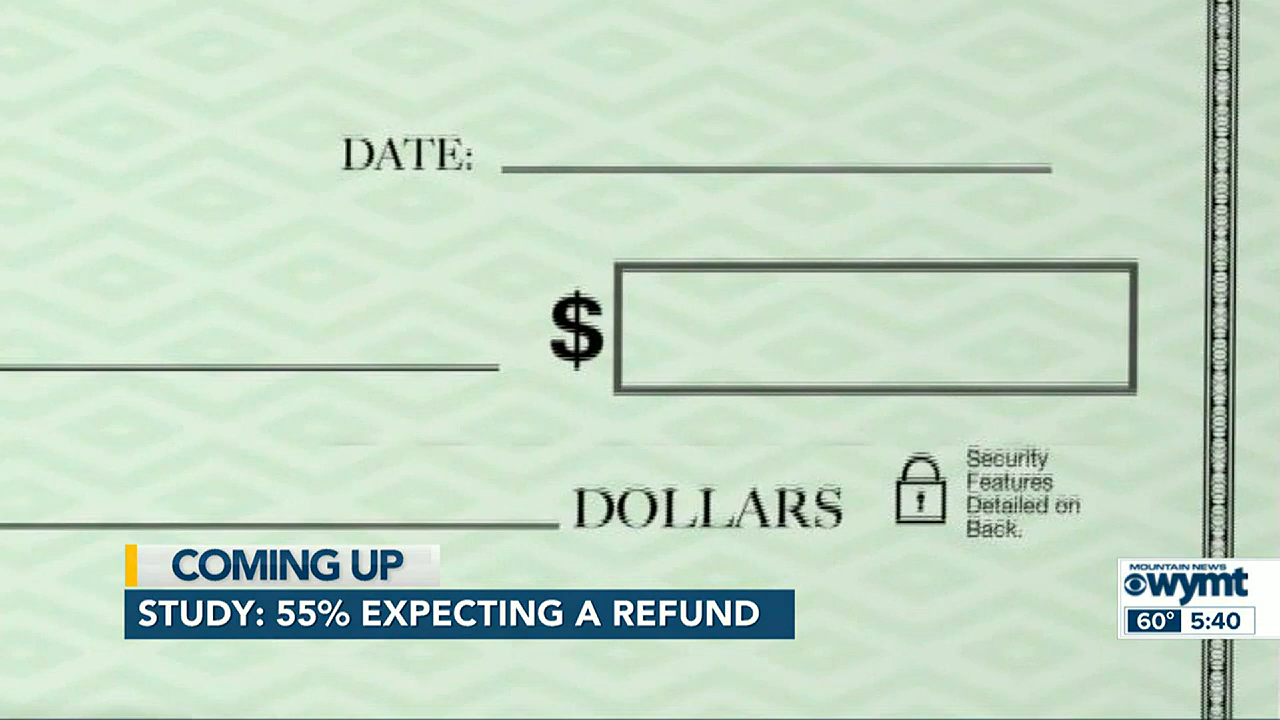 DATE:
$
DOLLARS
Security
Features
Detailed on
Back.
COMING UP
STUDY: 55% EXPECTING A REFUND
MOUNTAIN NEWS
wymt
60° 5:40